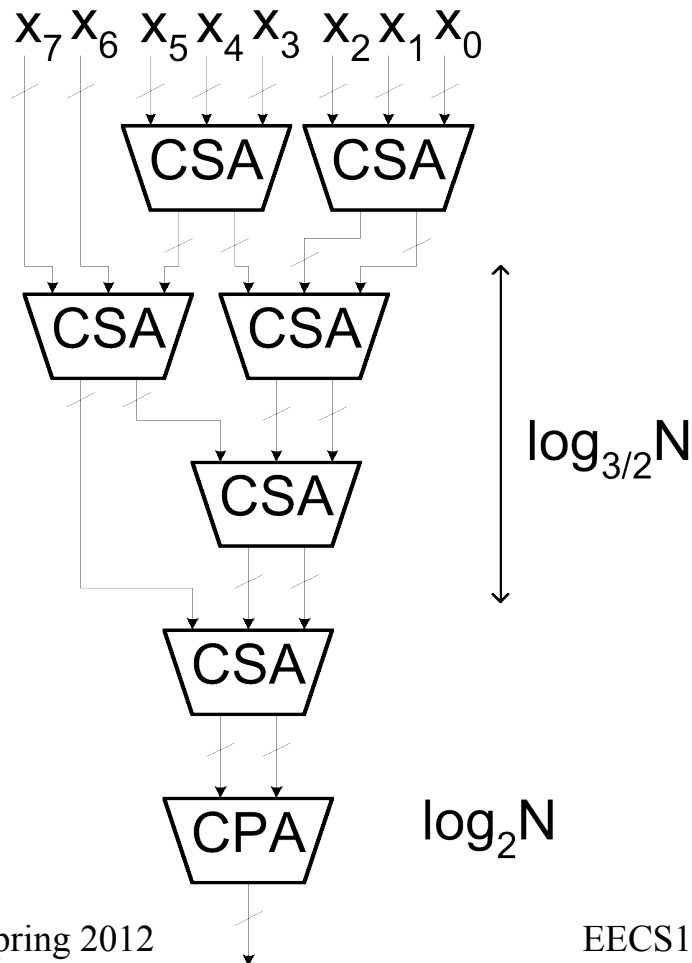 x₇ x₆ x₅ x₄ x₃ x₂ x₁ x₀
CSA CSA
CSA CSA
log₃/₂N
CSA
CSA
CPA log₂N
pring 2012 EECS1